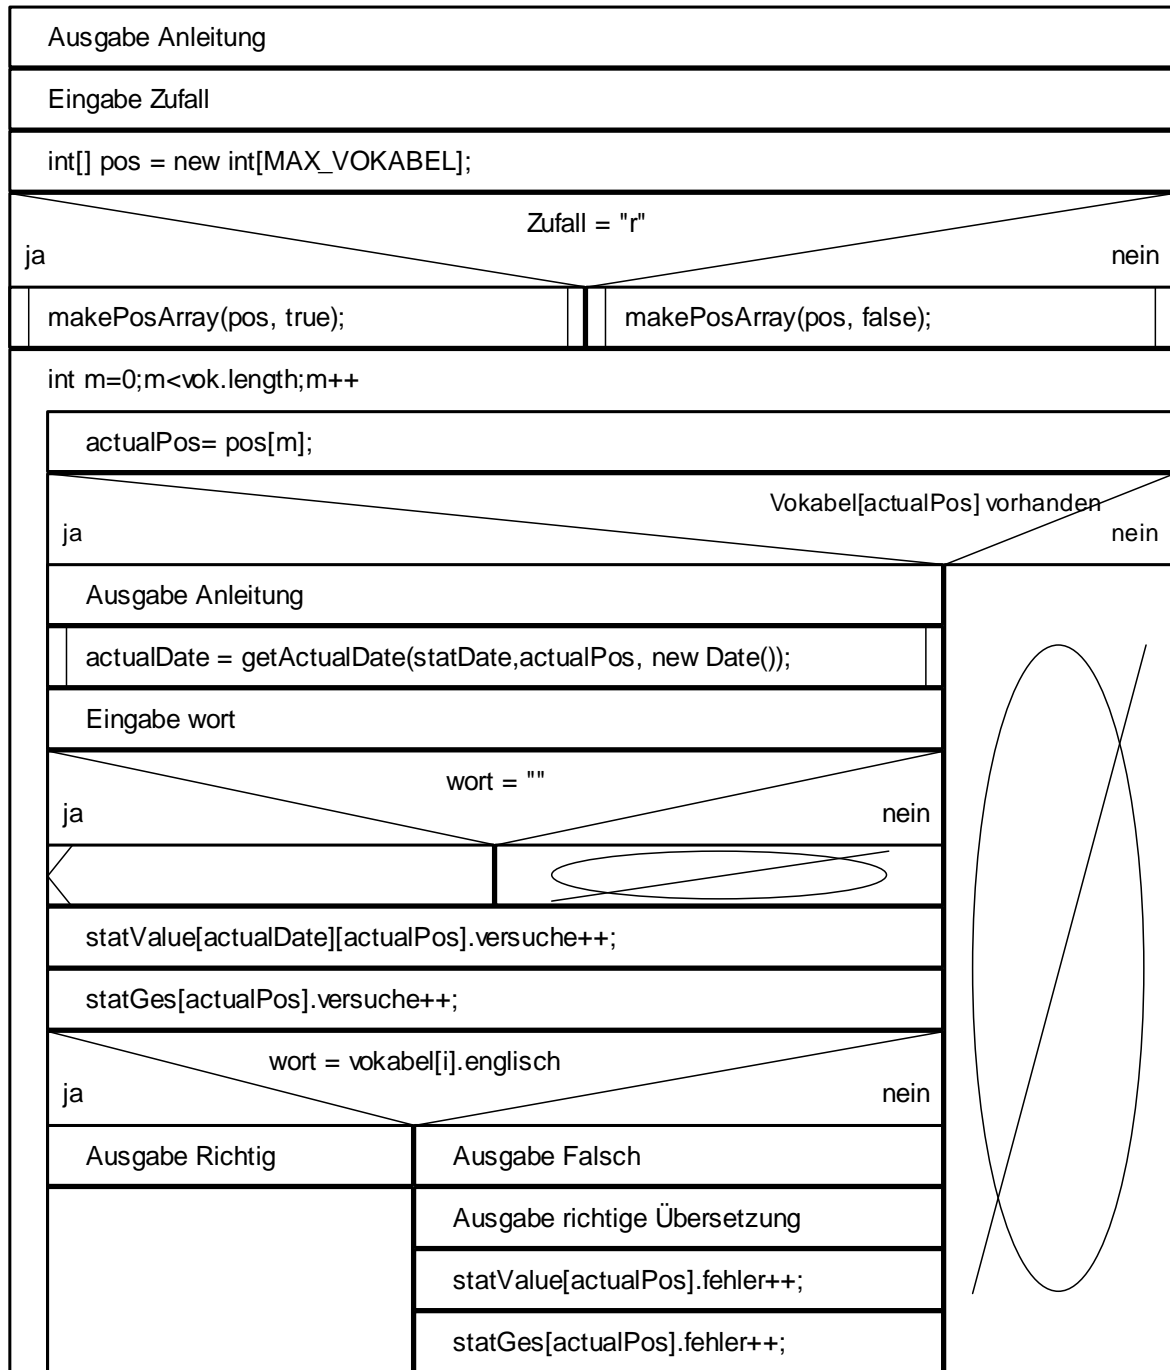 Ausgabe Anleitung
Eingabe Zufall
int[] pos = new int[MAX_VOKABEL];
Zufall = "r"
ja
nein
makePosArray(pos, true);
makePosArray(pos, false);
int m=0;m<vok.length;m++
actualPos= pos[m];
Vokabel[actualPos] vorhanden
ja
nein
Ausgabe Anleitung
actualDate = getActualDate(statDate,actualPos, new Date());
Eingabe wort
wort = ""
ja
nein
statValue[actualDate][actualPos].versuche++;
statGes[actualPos].versuche++;
wort = vokabel[i].englisch
ja
nein
Ausgabe Richtig
Ausgabe Falsch
Ausgabe richtige Übersetzung
statValue[actualPos].fehler++;
statGes[actualPos].fehler++;